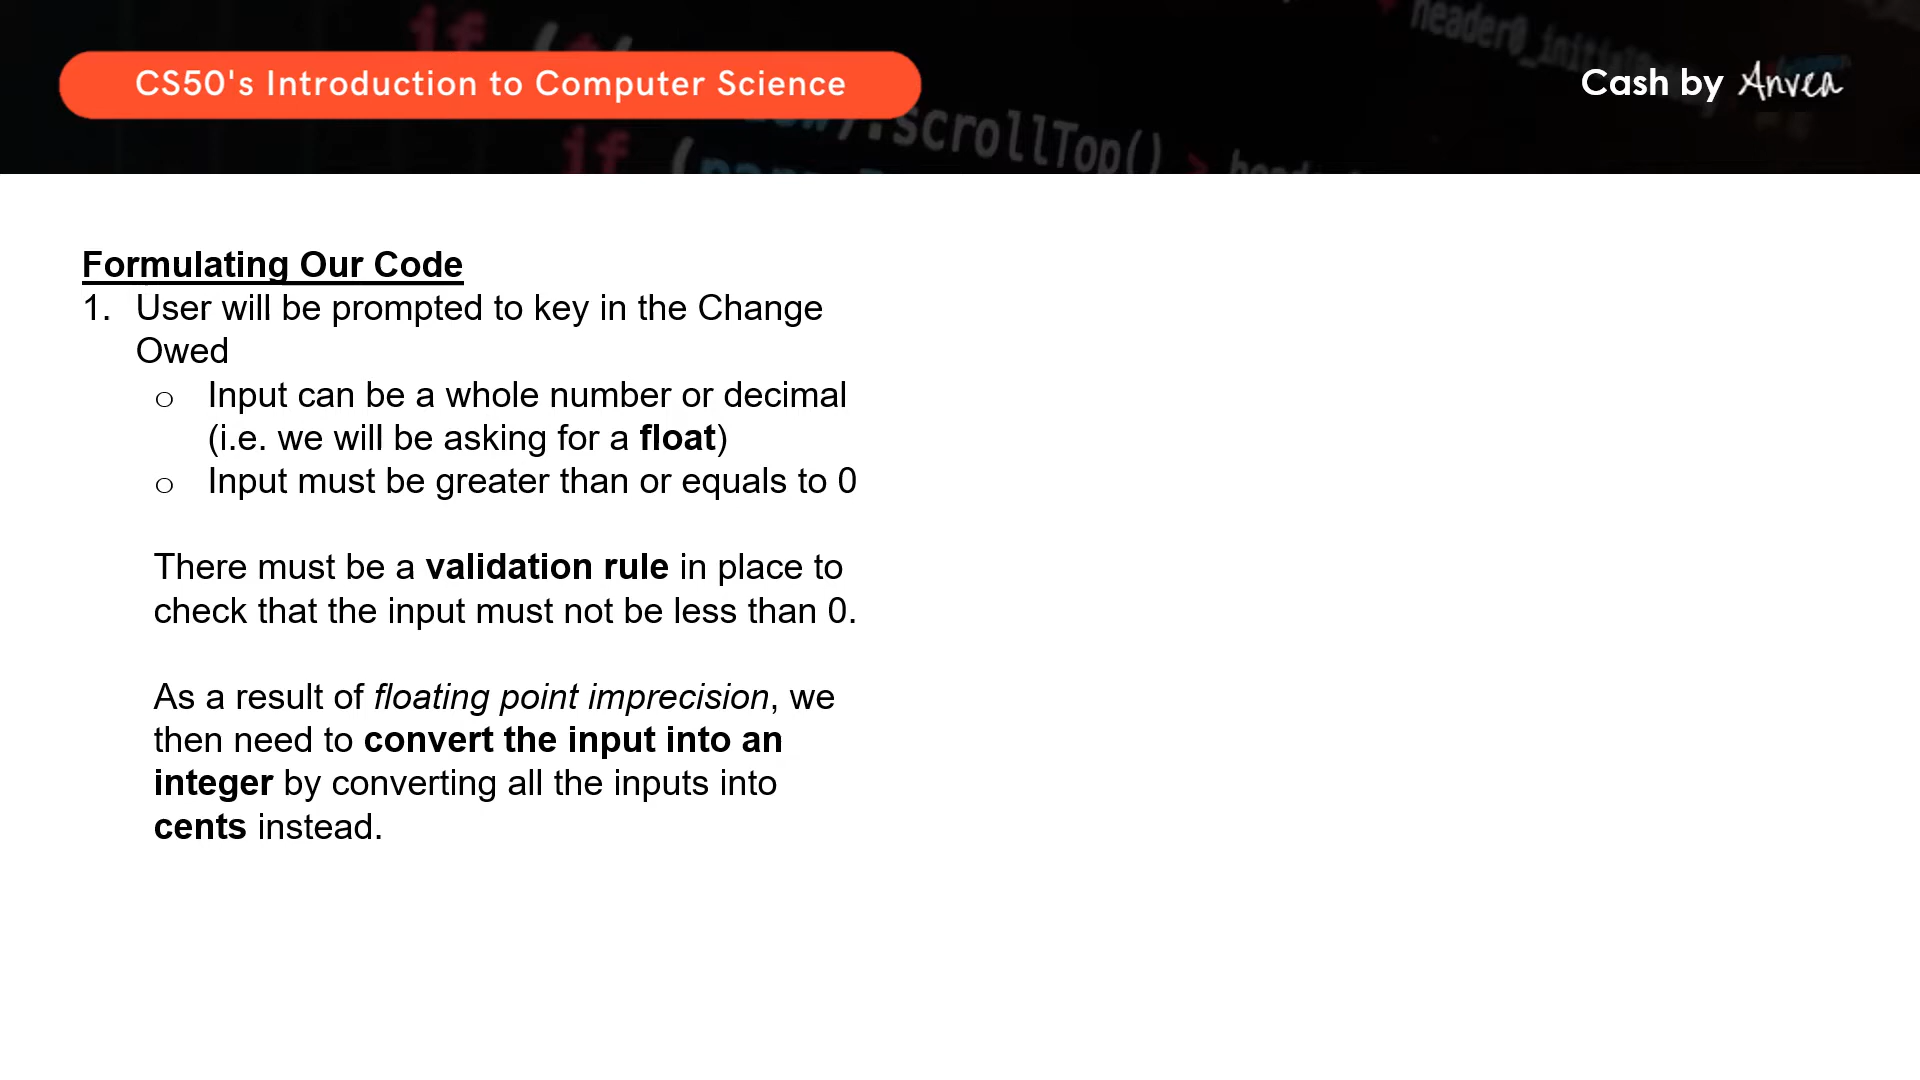 if (
header0_initia
CS50's Introduction to Computer Science
Cash by Anvea
.scrollTop() >
if (
Formulating Our Code
1. User will be prompted to key in the Change
Owed
o Input can be a whole number or decimal
(i.e. we will be asking for a float)
o Input must be greater than or equals to 0
There must be a validation rule in place to
check that the input must not be less than 0.
As a result of floating point imprecision, we
then need to convert the input into an
integer by converting all the inputs into
cents instead.